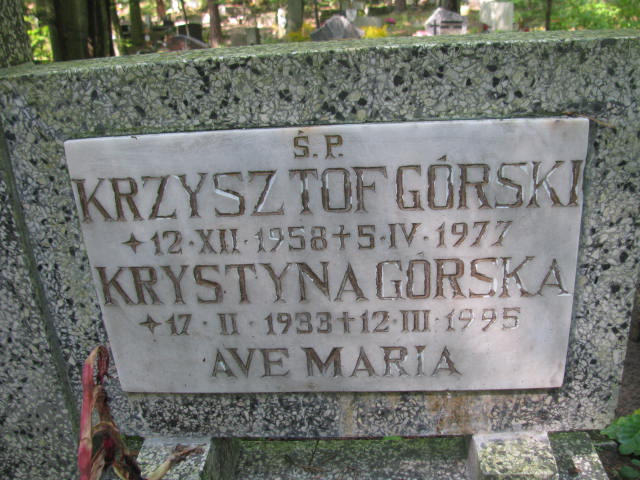 Ś.P.
KRZYSZTOF GÓRSKI
✦ 12 · XII · 1958 ✝ 5 · IV · 1977
KRYSTYNA GÓRSKA
✦ 17 · II · 1933 ✝ 12 · III · 1995
AVE MARIA